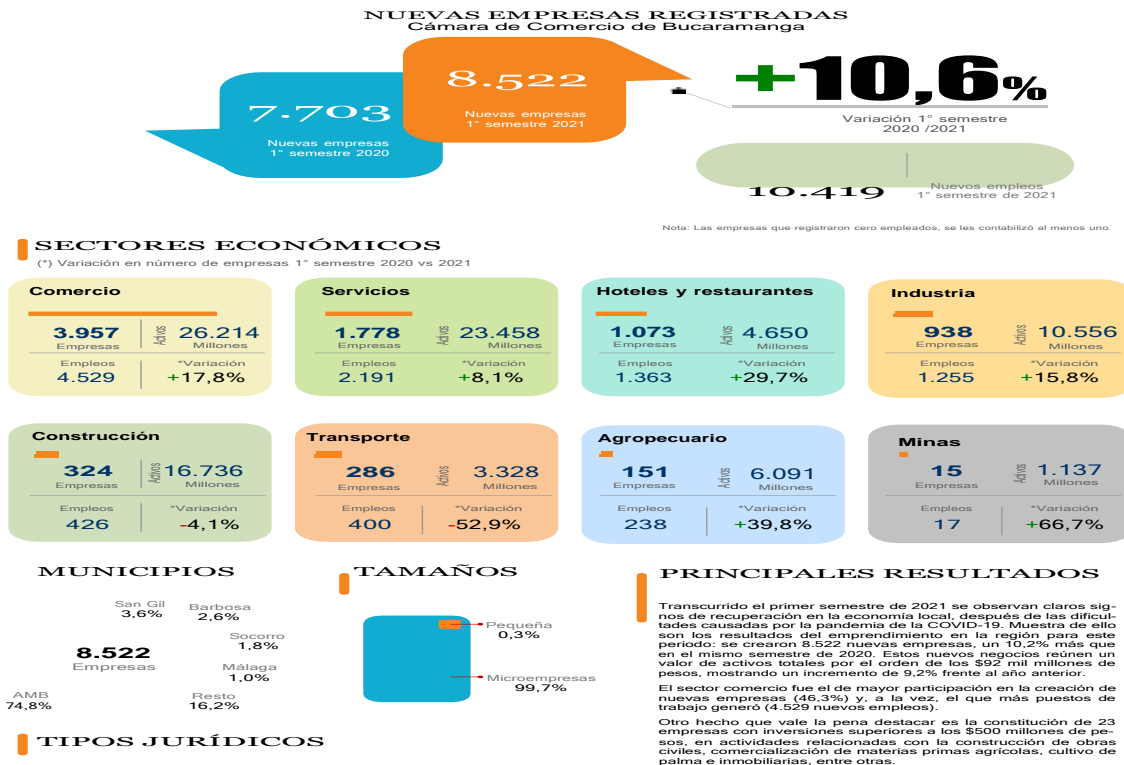 NUEVAS EMPRESAS REGISTRADAS
Cámara de Comercio de Bucaramanga
7.703
Nuevas empresas
1° semestre 2020
8.522
Nuevas empresas
1° semestre 2021
+10,6%
Variación 1° semestre
2020 /2021
10.419
Nuevos empleos
1° semestre de 2021
Nota: Las empresas que registraron cero empleados, se les contabilizó al menos uno.
SECTORES ECONÓMICOS
(*) Variación en número de empresas 1° semestre 2020 vs 2021
Comercio
3.957
Empresas
Activos
26.214
Millones
Empleos
4.529
*Variación
+17,8%
Servicios
1.778
Empresas
Activos
23.458
Millones
Empleos
2.191
*Variación
+8,1%
Hoteles y restaurantes
1.073
Empresas
Activos
4.650
Millones
Empleos
1.363
*Variación
+29,7%
Industria
938
Empresas
Activos
10.556
Millones
Empleos
1.255
*Variación
+15,8%
Construcción
324
Empresas
Activos
16.736
Millones
Empleos
426
*Variación
-4,1%
Transporte
286
Empresas
Activos
3.328
Millones
Empleos
400
*Variación
-52,9%
Agropecuario
151
Empresas
Activos
6.091
Millones
Empleos
238
*Variación
+39,8%
Minas
15
Empresas
Activos
1.137
Millones
Empleos
17
*Variación
+66,7%
MUNICIPIOS
San Gil
3,6%
Barbosa
2,6%
Socorro
1,8%
8.522
Empresas
Málaga
1,0%
AMB
74,8%
Resto
16,2%
TAMAÑOS
Pequeña
0,3%
Microempresas
99,7%
TIPOS JURÍDICOS
PRINCIPALES RESULTADOS
Transcurrido el primer semestre de 2021 se observan claros sig-
nos de recuperación en la economía local, después de las dificul-
tades causadas por la pandemia de la COVID-19. Muestra de ello
son los resultados del emprendimiento en la región para este
periodo: se crearon 8.522 nuevas empresas, un 10,2% más que
en el mismo semestre de 2020. Estos nuevos negocios reúnen un
valor de activos totales por el orden de los $92 mil millones de
pesos, mostrando un incremento de 9,2% frente al año anterior.
El sector comercio fue el de mayor participación en la creación de
nuevas empresas (46,3%) y, a la vez, el que más puestos de
trabajo generó (4.529 nuevos empleos).
Otro hecho que vale la pena destacar es la constitución de 23
empresas con inversiones superiores a los $500 millones de pe-
sos, en actividades relacionadas con la construcción de obras
civiles, comercialización de materias primas agrícolas, cultivo de
palma e inmobiliarias, entre otras.